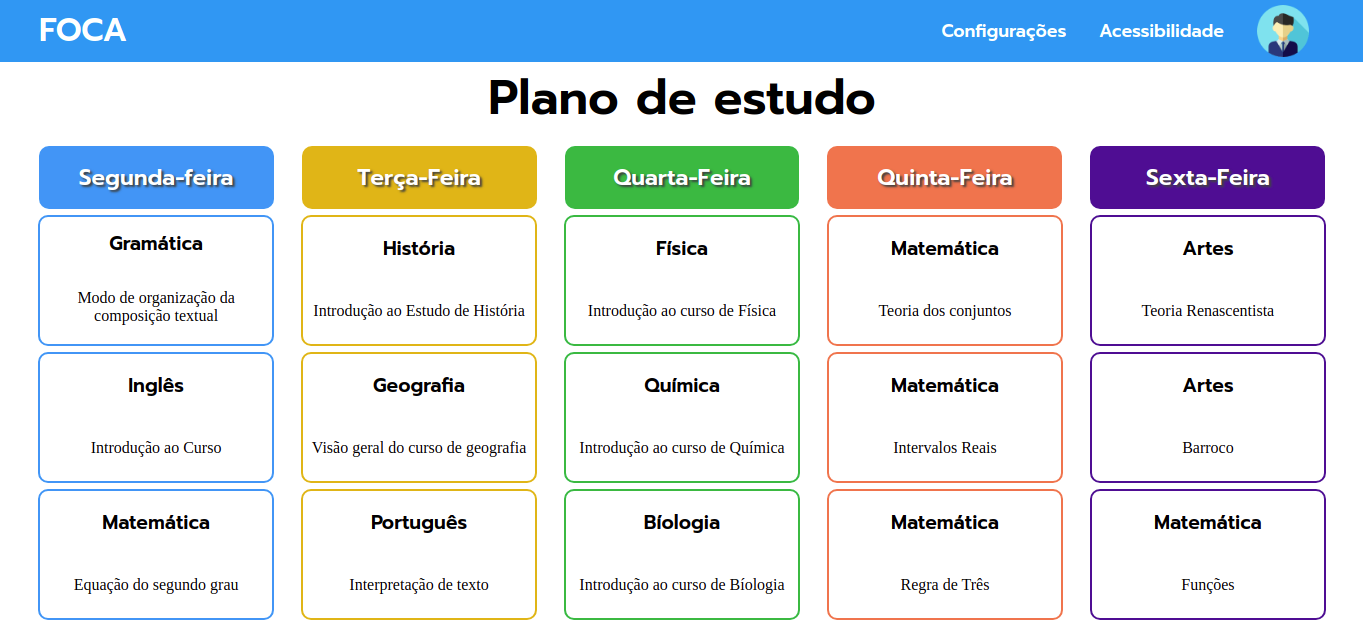 FOCA
Configurações
Acessibilidade
Plano de estudo
Segunda-feira
Terça-Feira
Quarta-Feira
Quinta-Feira
Sexta-Feira
Gramática
Modo de organização da
composição textual
História
Introdução ao Estudo de História
Física
Introdução ao curso de Física
Matemática
Teoria dos conjuntos
Artes
Teoria Renascentista
Inglês
Introdução ao Curso
Geografia
Visão geral do curso de geografia
Química
Introdução ao curso de Química
Matemática
Intervalos Reais
Artes
Barroco
Matemática
Equação do segundo grau
Português
Interpretação de texto
Bíologia
Introdução ao curso de Bíologia
Matemática
Regra de Três
Matemática
Funções